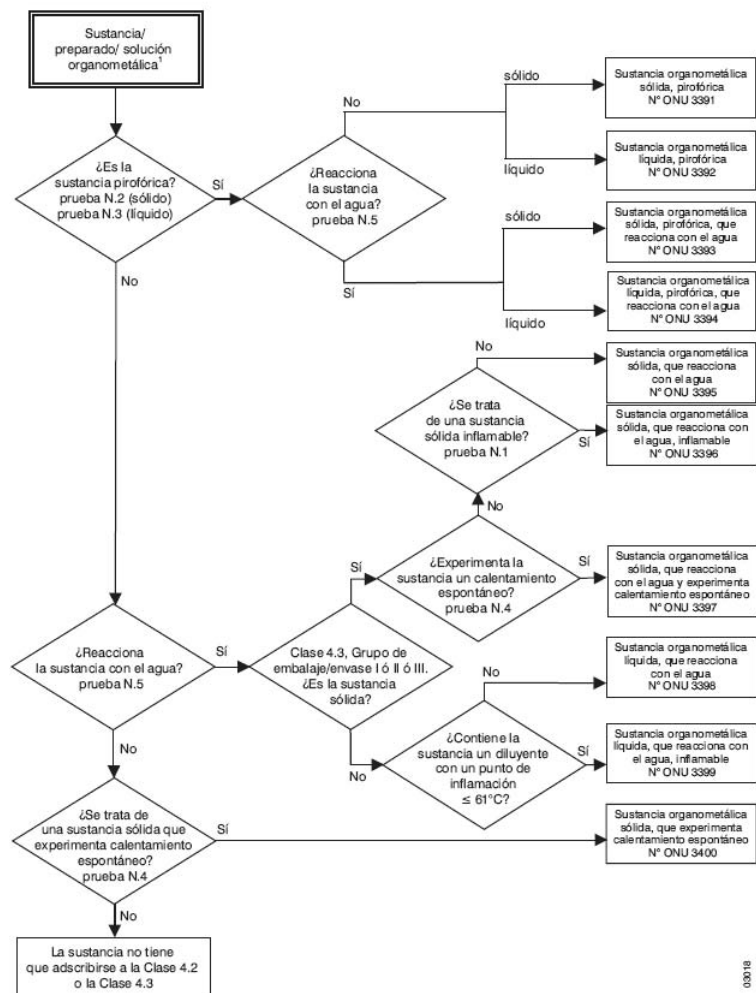 Sustancia/
preparado/ solución
organometálica¹
¿Es la
sustancia pirofórica?
prueba N.2 (sólido)
prueba N.3 (líquido)
Sí
No
¿Reacciona
la sustancia
con el agua?
prueba N.5
No
sólido
Sustancia organometálica
sólida, pirofórica
N° ONU 3391
líquido
Sustancia organometálica
líquida, pirofórica
N° ONU 3392
Sí
sólido
Sustancia organometálica
sólida, pirofórica, que
reacciona con el agua
N° ONU 3393
líquido
Sustancia organometálica
líquida, pirofórica, que
reacciona con el agua
N° ONU 3394
No
Sustancia organometálica
sólida, que reacciona
con el agua
N° ONU 3395
¿Se trata
de una sustancia
sólida inflamable?
prueba N.1
Sí
Sustancia organometálica
sólida, que reacciona con
el agua, inflamable
N° ONU 3396
No
¿Experimenta la
sustancia un calentamiento
espontáneo?
prueba N.4
Sí
Sustancia organometálica
sólida, que reacciona
con el agua y experimenta
calentamiento espontáneo
N° ONU 3397
Sí
¿Reacciona
la sustancia con el agua?
prueba N.5
Sí
Clase 4.3, Grupo de
embalaje/envase I ó II ó III.
¿Es la sustancia
sólida?
No
Sustancia organometálica
líquida, que reacciona
con el agua
N° ONU 3398
No
¿Contiene la
sustancia un diluyente
con un punto de
inflamación
≤ 61°C?
Sí
Sustancia organometálica
líquida, que reacciona con
el agua, inflamable
N° ONU 3399
No
¿Se trata de
una sustancia sólida que
experimenta calentamiento
espontáneo?
prueba N.4
Sí
Sustancia organometálica
sólida, que experimenta
calentamiento espontáneo
N° ONU 3400
No
La sustancia no tiene
que adscribirse a la Clase 4.2
o la Clase 4.3
03018